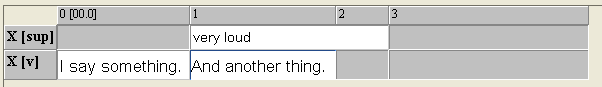 0 [00.0] 1 2 3
X [sup] very loud
X [v] I say something. And another thing.